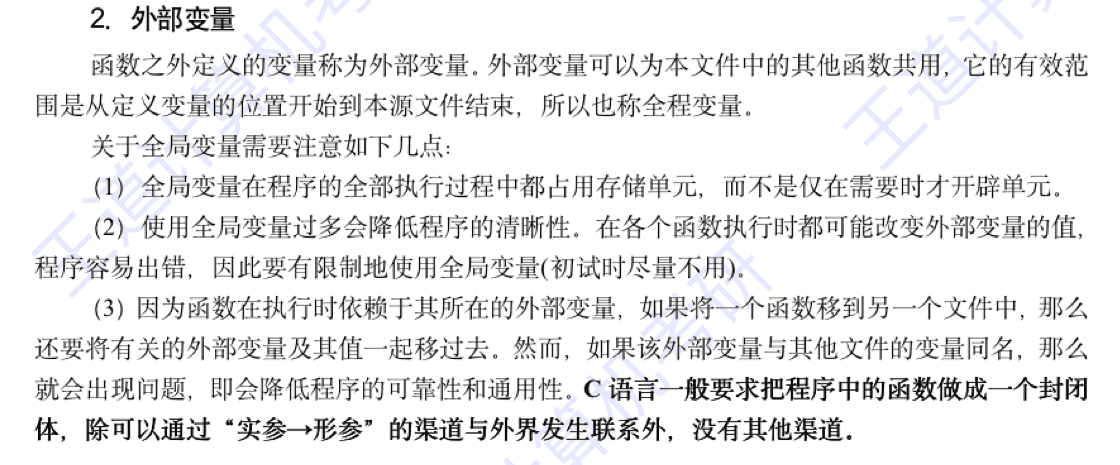 2. 外部变量
函数之外定义的变量称为外部变量。外部变量可以为本文件中的其他函数共用，它的有效范
围是从定义变量的位置开始到本源文件结束，所以也称全程变量。
关于全局变量需要注意如下几点：
（1）全局变量在程序的全部执行过程中都占用存储单元，而不是仅在需要时才开辟单元。
（2）使用全局变量过多会降低程序的清晰性。在各个函数执行时都可能改变外部变量的值，
程序容易出错，因此要有限制地使用全局变量(初试时尽量不用)。
（3）因为函数在执行时依赖于其所在的外部变量，如果将一个函数移到另一个文件中，那么
还要将有关的外部变量及其值一起移过去。然而，如果该外部变量与其他文件的变量同名，那么
就会出现问题，即会降低程序的可靠性和通用性。C 语言一般要求把程序中的函数做成一个封闭
体，除可以通过“实参→形参”的渠道与外界发生联系外，没有其他渠道。
王道计算机考研
王道计算
计算机考研